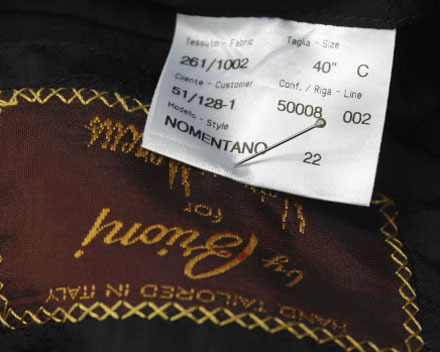 Tessuto - Fabric Taglia - Size
261/1002 40" C
Cliente - Customer Conf. / Riga - Line
51/128-1 50008 002
Modello - Style
NOMENTANO 22
for
by Brioni
HAND TAILORED IN ITALY